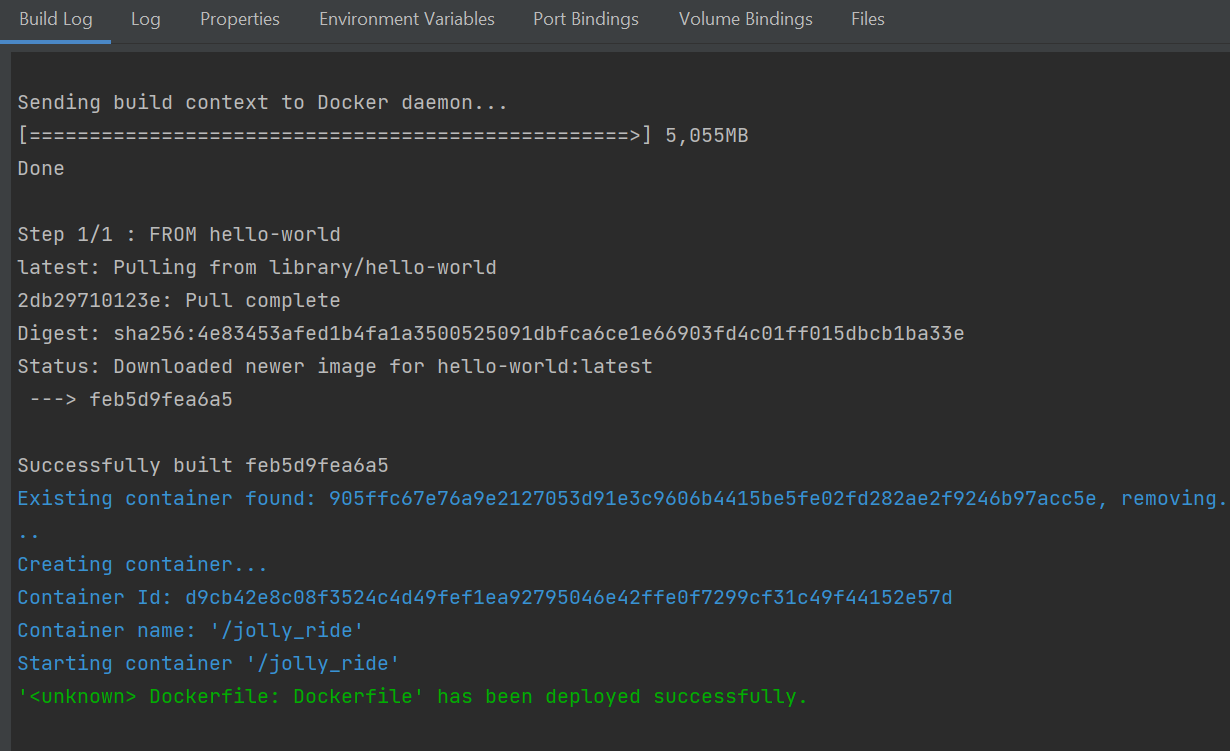 Build Log Log Properties Environment Variables Port Bindings Volume Bindings Files
Sending build context to Docker daemon...
[==================================================>] 5,055MB
Done
Step 1/1 : FROM hello-world
latest: Pulling from library/hello-world
2db29710123e: Pull complete
Digest: sha256:4e83453afed1b4fa1a3500525091dbfca6ce1e66903fd4c01ff015dbcb1ba33e
Status: Downloaded newer image for hello-world:latest
---> feb5d9fea6a5
Successfully built feb5d9fea6a5
Existing container found: 905ffc67e76a9e2127053d91e3c9606b4415be5fe02fd282ae2f9246b97acc5e, removing.
..
Creating container...
Container Id: d9cb42e8c08f3524c4d49fef1ea92795046e42ffe0f7299cf31c49f44152e57d
Container name: '/jolly_ride'
Starting container '/jolly_ride'
'<unknown> Dockerfile: Dockerfile' has been deployed successfully.